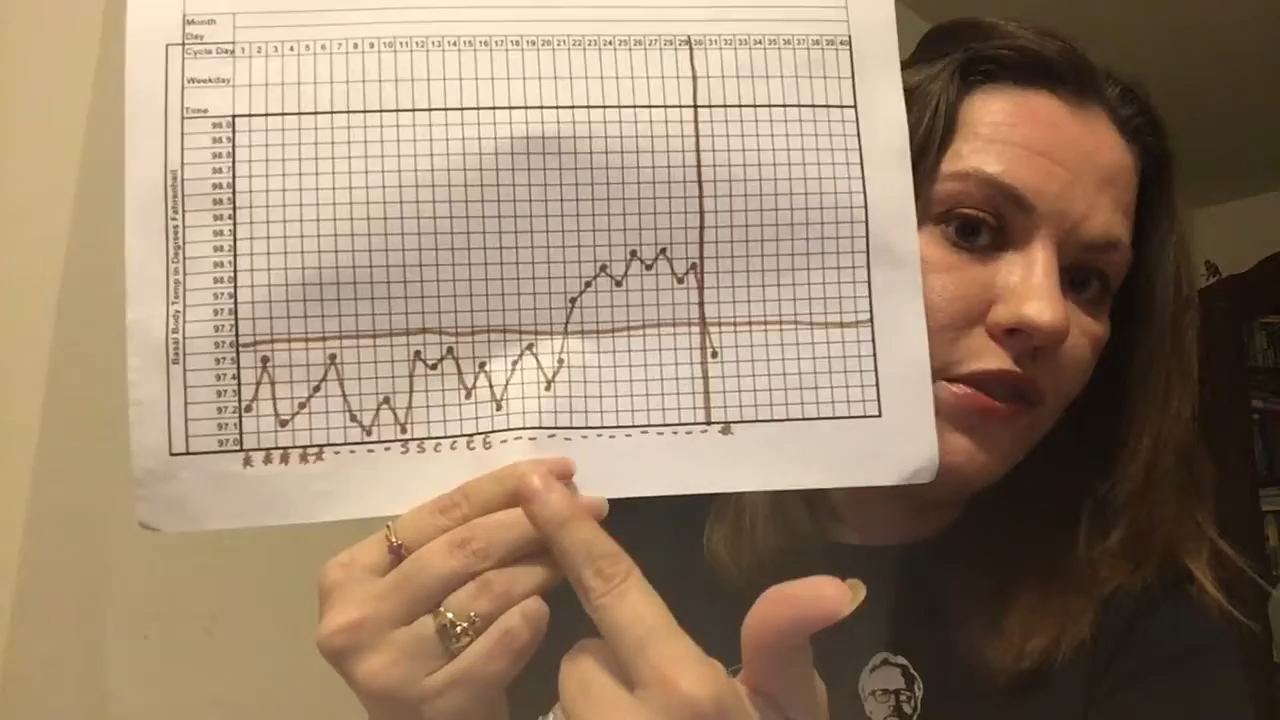 Month
Day
Cycle Day 1 2 3 4 5 6 7 8 9 10 11 12 13 14 15 16 17 18 19 20 21 22 23 24 25 26 27 28 29 30 31 32 33 34 35 36 37 38 39 40
Weekday
Time
Basal Body Temp in Degrees Fahrenheit
98.9
98.8
98.7
98.6
98.5
98.4
98.3
98.2
98.1
98.0
97.9
97.8
97.7
97.6
97.5
97.4
97.3
97.2
97.1
97.0
* * * * * - - - - - S S C C E E - - - - - - - - - - - - - - *